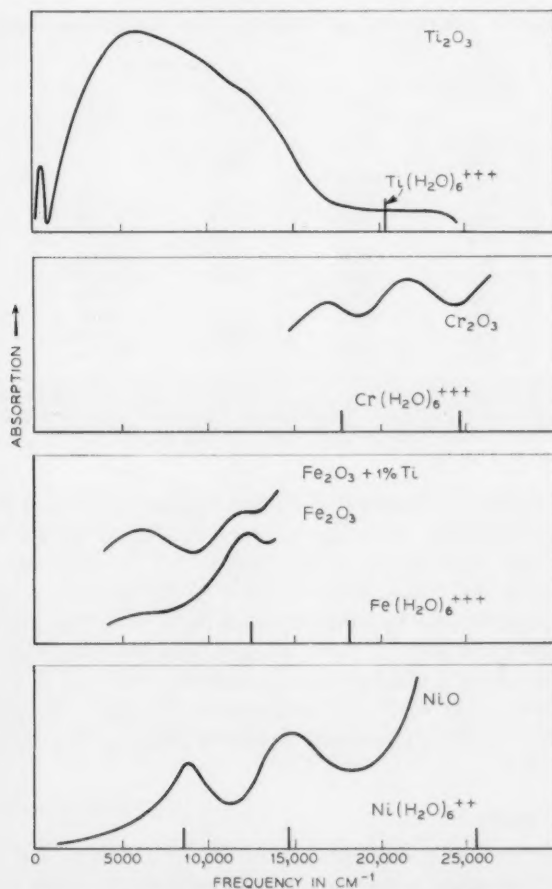 Ti₂O₃
Ti(H₂O)₆⁺⁺⁺
Cr₂O₃
Cr(H₂O)₆⁺⁺⁺
ABSORPTION →
Fe₂O₃ + 1% Ti
Fe₂O₃
Fe(H₂O)₆⁺⁺⁺
NiO
Ni(H₂O)₆⁺⁺
0 5000 10,000 15,000 20,000 25,000
FREQUENCY IN CM⁻¹